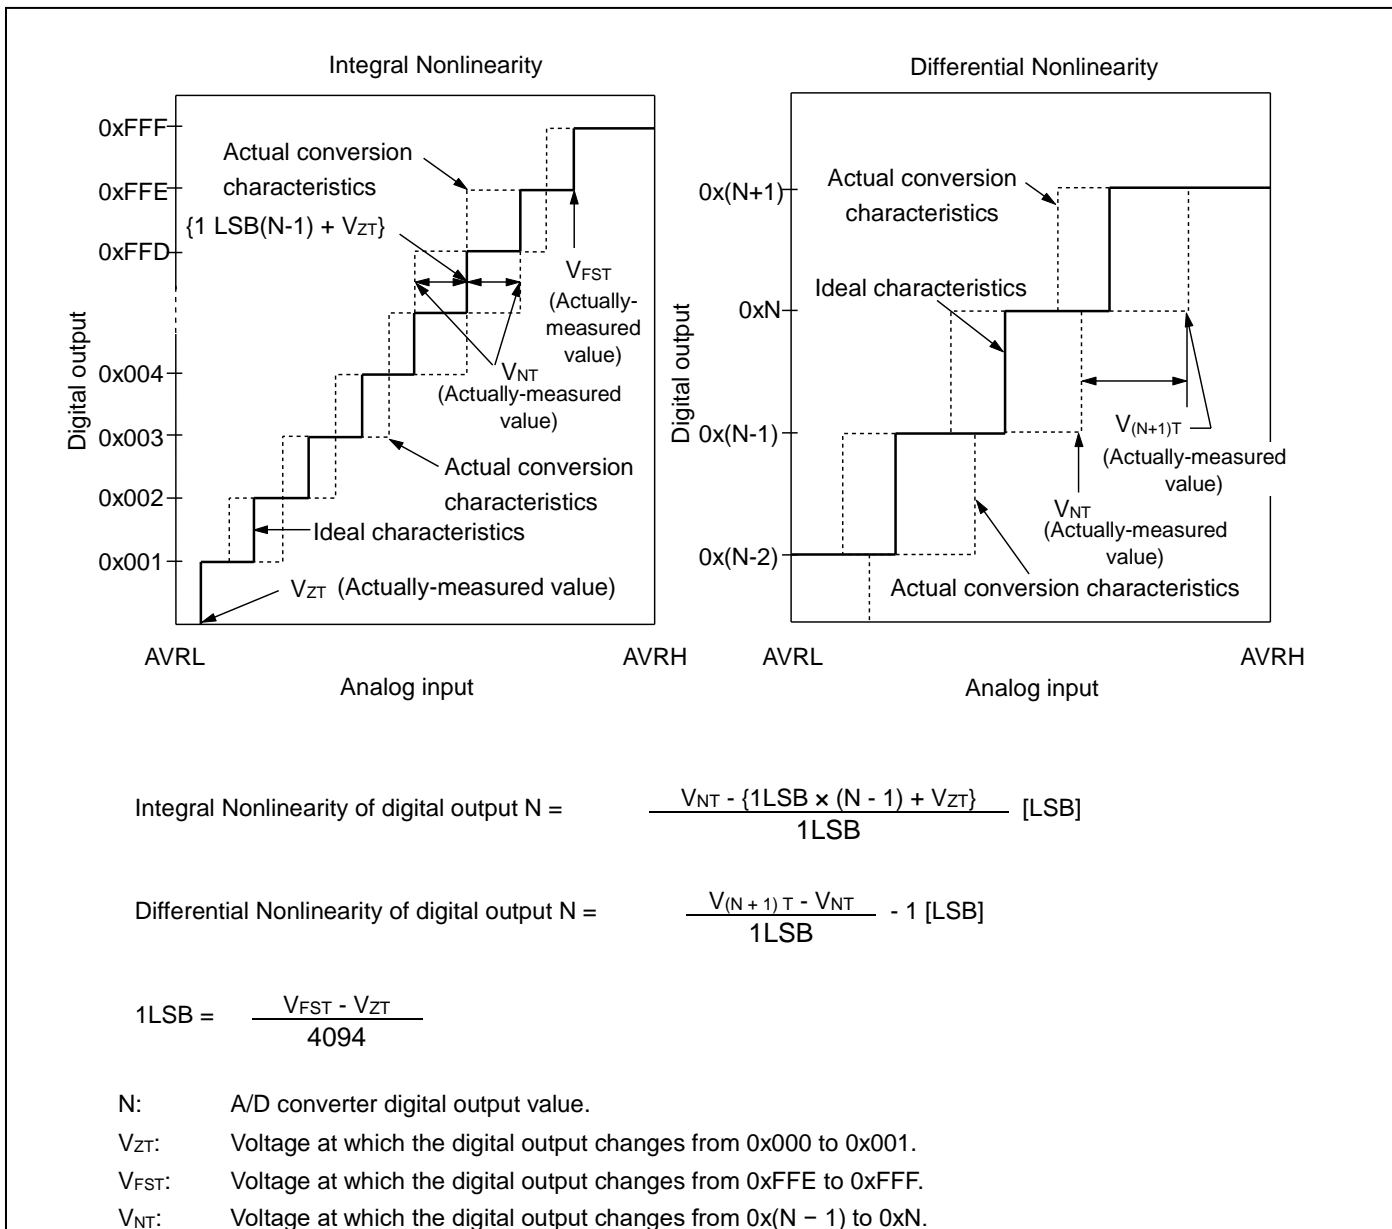 Integral Nonlinearity
0xFFF
0xFFE
0xFFD
0x004
0x003
0x002
0x001
Digital output
Actual conversion
characteristics
{1 LSB(N-1) + VZT}
VFST
(Actually-
measured
value)
VNT
(Actually-measured
value)
Actual conversion
characteristics
Ideal characteristics
VZT (Actually-measured value)
AVRL
AVRH
Analog input
Differential Nonlinearity
0x(N+1)
0xN
0x(N-1)
0x(N-2)
Digital output
Actual conversion
characteristics
Ideal characteristics
V(N+1)T
(Actually-measured
value)
VNT
(Actually-measured
value)
Actual conversion characteristics
AVRL
AVRH
Analog input
Integral Nonlinearity of digital output N =
VNT - {1LSB × (N - 1) + VZT}
1LSB
[LSB]
Differential Nonlinearity of digital output N =
V(N + 1) T - VNT
1LSB
- 1 [LSB]
1LSB =
VFST - VZT
4094
N: A/D converter digital output value.
VZT: Voltage at which the digital output changes from 0x000 to 0x001.
VFST: Voltage at which the digital output changes from 0xFFE to 0xFFF.
VNT: Voltage at which the digital output changes from 0x(N − 1) to 0xN.